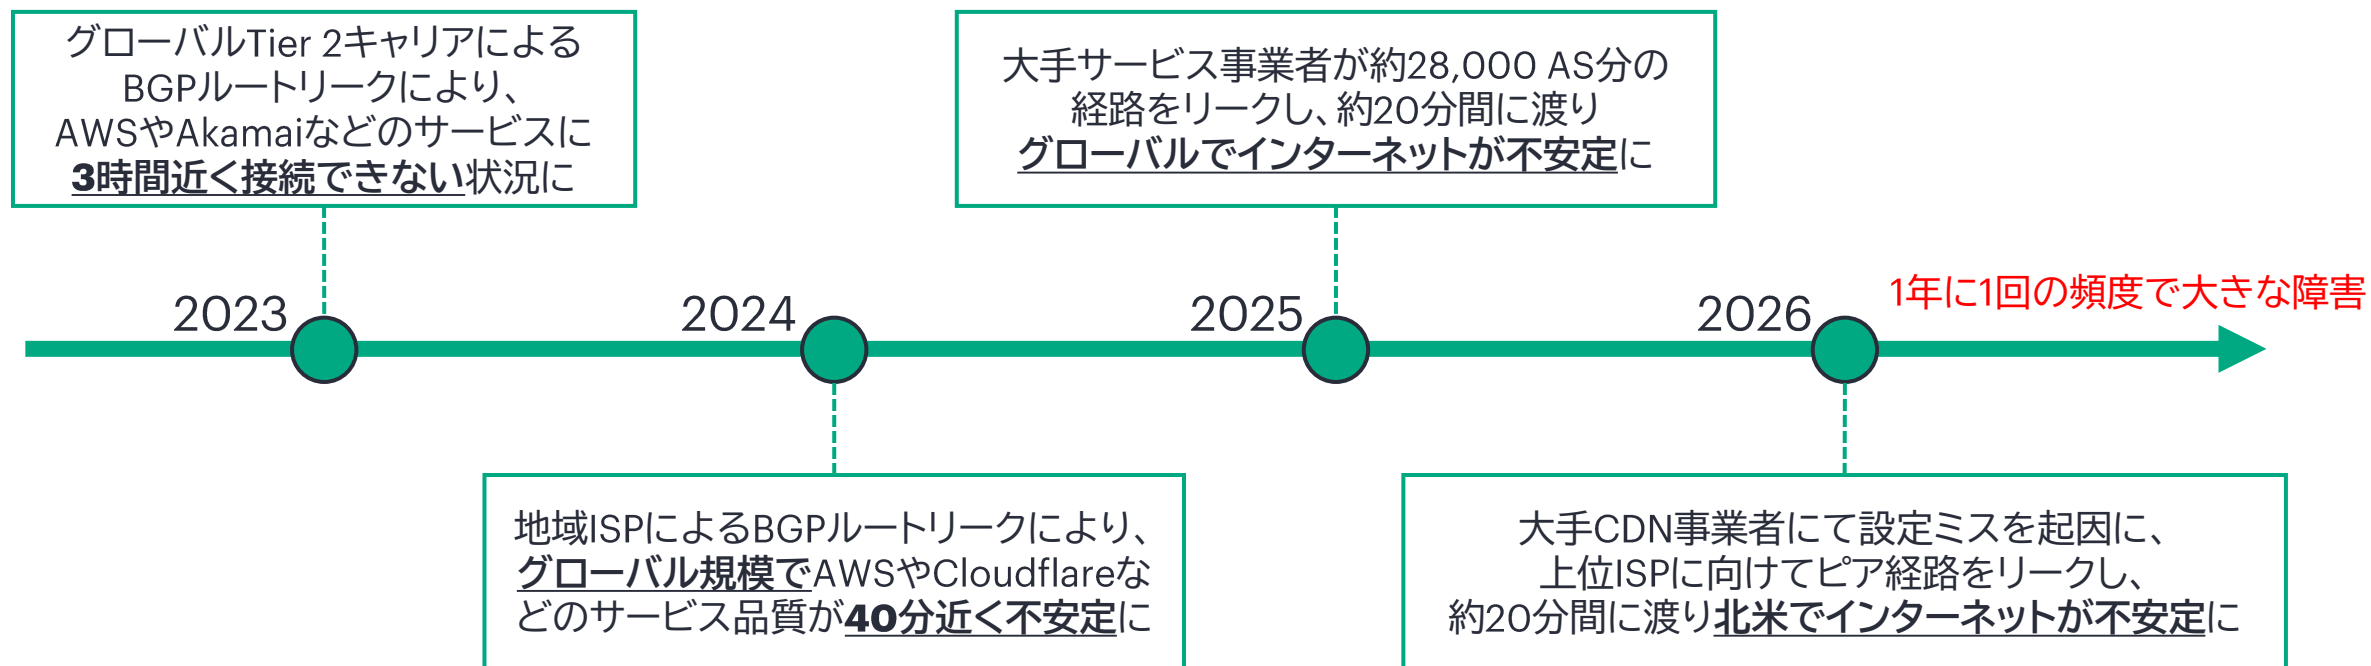 グローバルTier 2キャリアによる
BGPルートリークにより、
AWSやAkamaiなどのサービスに
3時間近く接続できない状況に
大手サービス事業者が約28,000 AS分の
経路をリークし、約20分間に渡り
グローバルでインターネットが不安定に
2023
2024
2025
2026
1年に1回の頻度で大きな障害
地域ISPによるBGPルートリークにより、
グローバル規模でAWSやCloudflareな
どのサービス品質が40分近く不安定に
大手CDN事業者にて設定ミスを起因に、
上位ISPに向けてピア経路をリークし、
約20分間に渡り北米でインターネットが不安定に